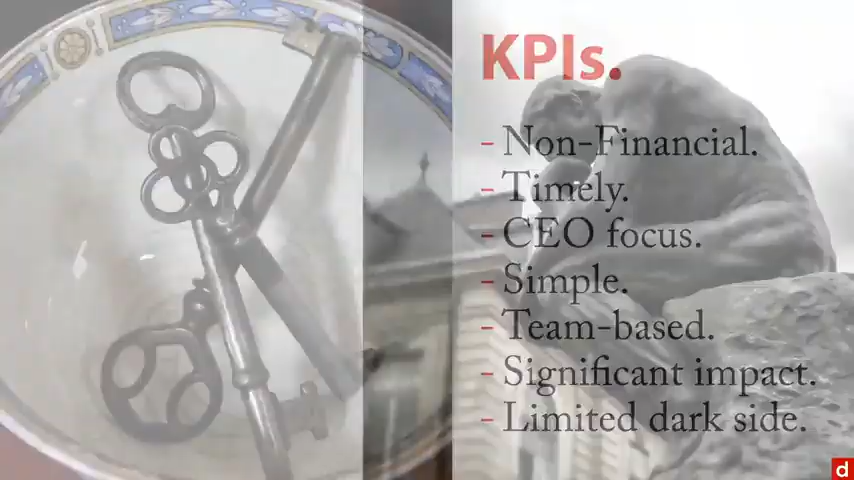 KPIs.
- Non-Financial.
- Timely.
- CEO focus.
- Simple.
- Team-based.
- Significant impact.
- Limited dark side.
d